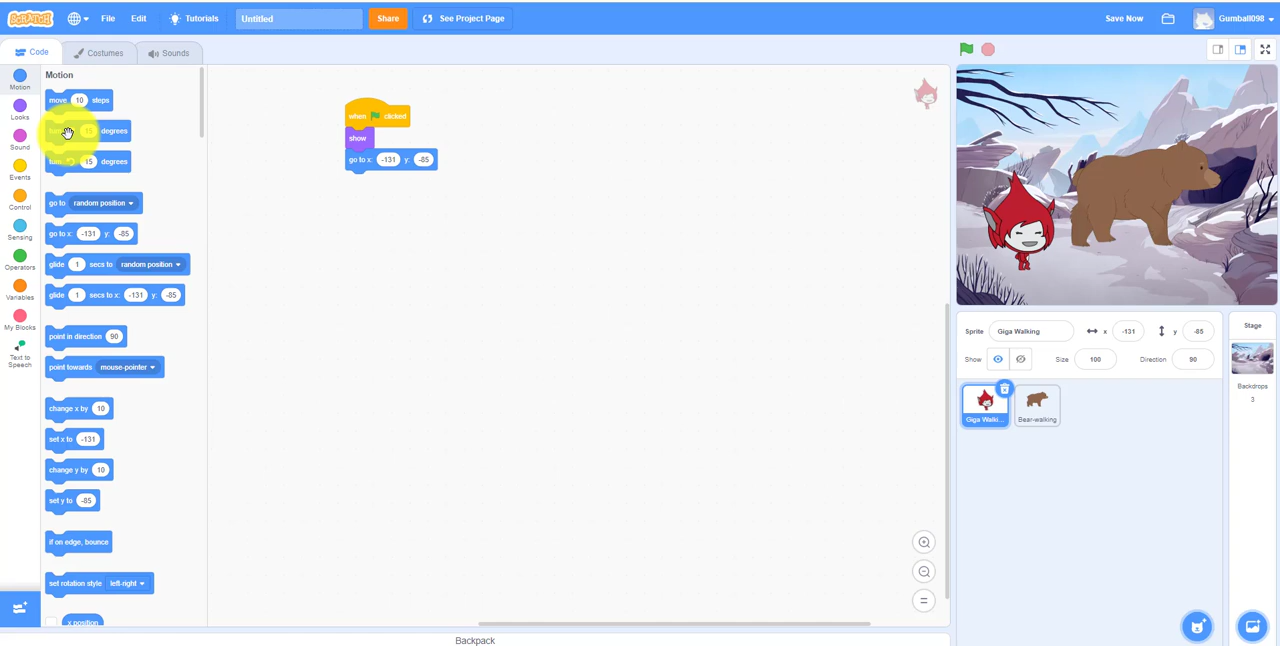 SCRATCH File Edit Tutorials Untitled Share See Project Page Save Now Gumball098
Code Costumes Sounds
Motion
Looks
Sound
Events
Control
Sensing
Operators
Variables
My Blocks
Text to
Speech
Motion
move 10 steps
15 degrees
turn 15 degrees
go to random position
go to x: -131 y: -85
glide 1 secs to random position
glide 1 secs to x: -131 y: -85
point in direction 90
point towards mouse-pointer
change x by 10
set x to -131
change y by 10
set y to -85
if on edge, bounce
set rotation style left-right
x position
when clicked
show
go to x: -131 y: -85
Sprite Giga Walking x -131 y -85
Show Size 100 Direction 90
Giga Walki...
Bear-walking
Stage
Backdrops
3
Backpack